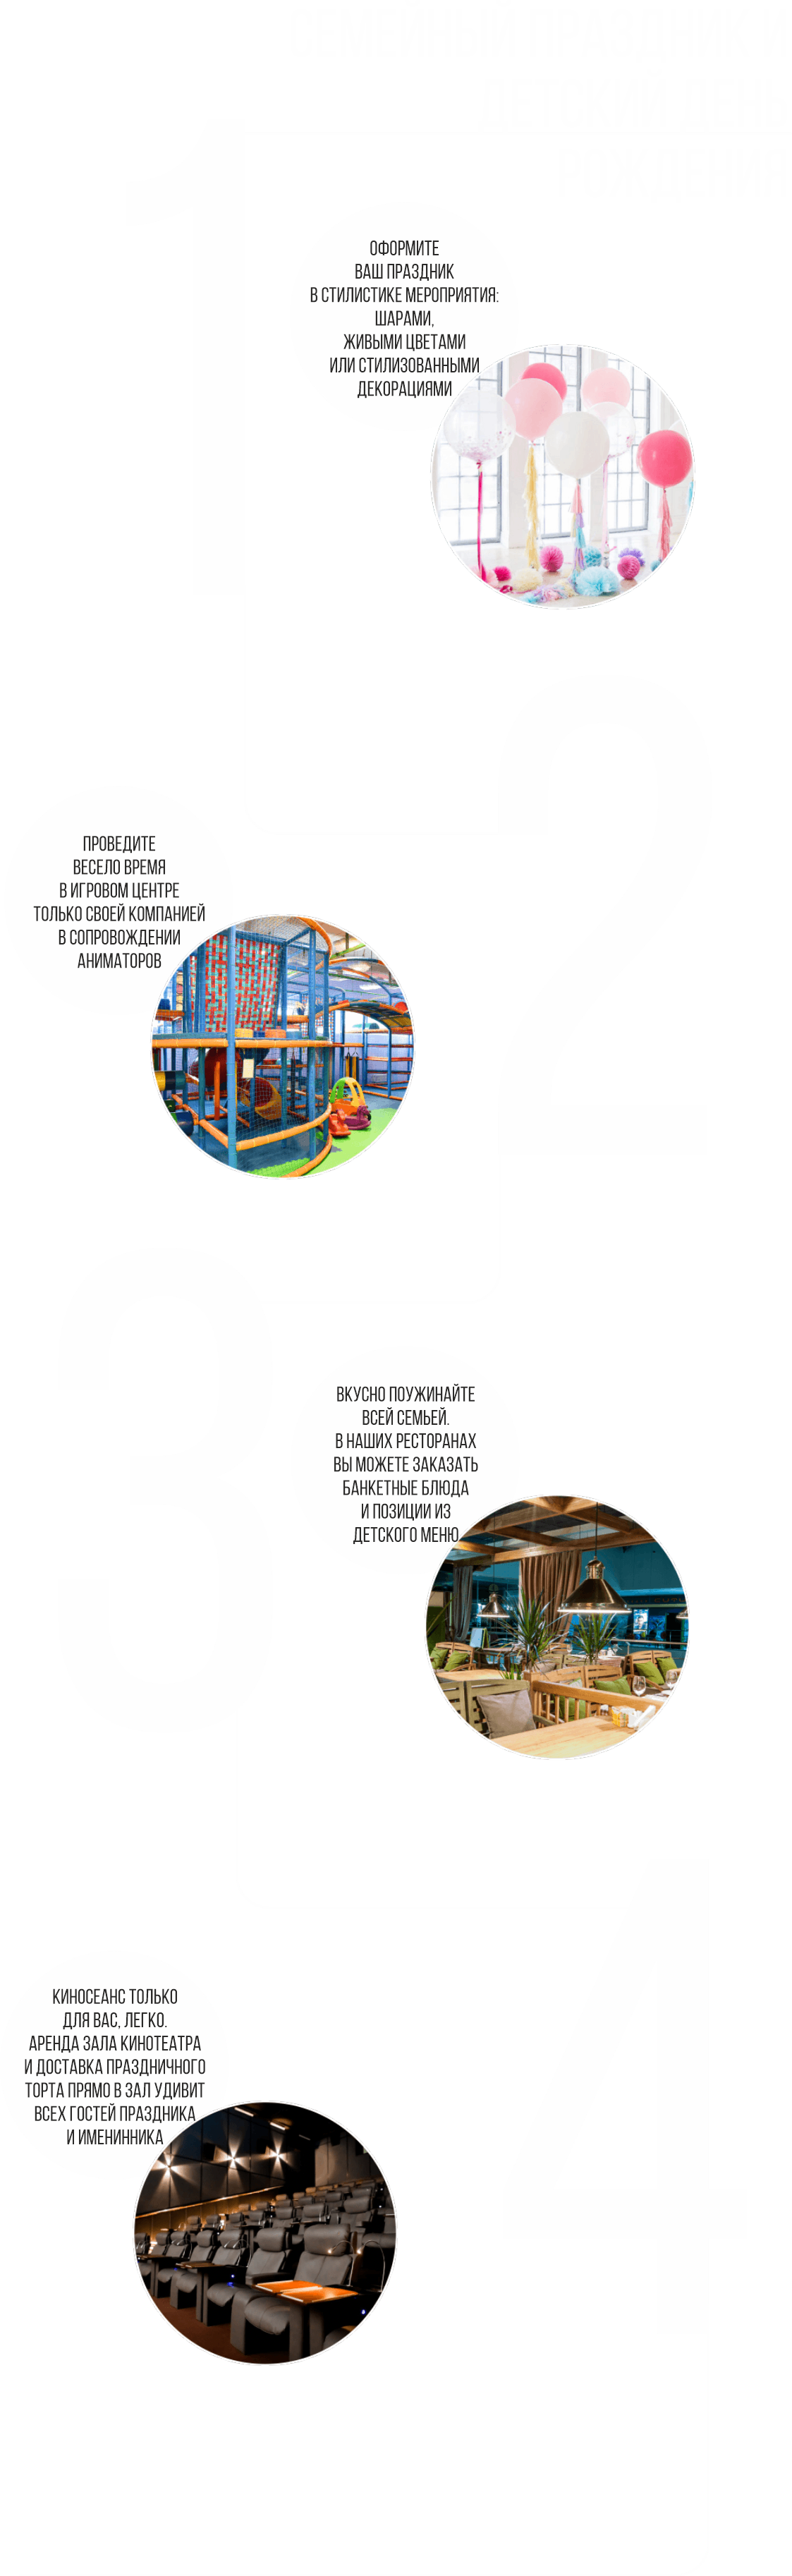 ОФОРМИТЕ
ВАШ ПРАЗДНИК
В СТИЛИСТИКЕ МЕРОПРИЯТИЯ:
ШАРАМИ,
ЖИВЫМИ ЦВЕТАМИ
ИЛИ СТИЛИЗОВАННЫМИ
ДЕКОРАЦИЯМИ
ПРОВЕДИТЕ
ВЕСЕЛО ВРЕМЯ
В ИГРОВОМ ЦЕНТРЕ
ТОЛЬКО СВОЕЙ КОМПАНИЕЙ
В СОПРОВОЖДЕНИИ
АНИМАТОРОВ
ВКУСНО ПОУЖИНАЙТЕ
ВСЕЙ СЕМЬЕЙ.
В НАШИХ РЕСТОРАНАХ
ВЫ МОЖЕТЕ ЗАКАЗАТЬ
БАНКЕТНЫЕ БЛЮДА
И ПОЗИЦИИ ИЗ
ДЕТСКОГО МЕНЮ.
КИНОСЕАНС ТОЛЬКО
ДЛЯ ВАС, ЛЕГКО.
АРЕНДА ЗАЛА КИНОТЕАТРА
И ДОСТАВКА ПРАЗДНИЧНОГО
ТОРТА ПРЯМО В ЗАЛ УДИВИТ
ВСЕХ ГОСТЕЙ ПРАЗДНИКА
И ИМЕНИННИКА